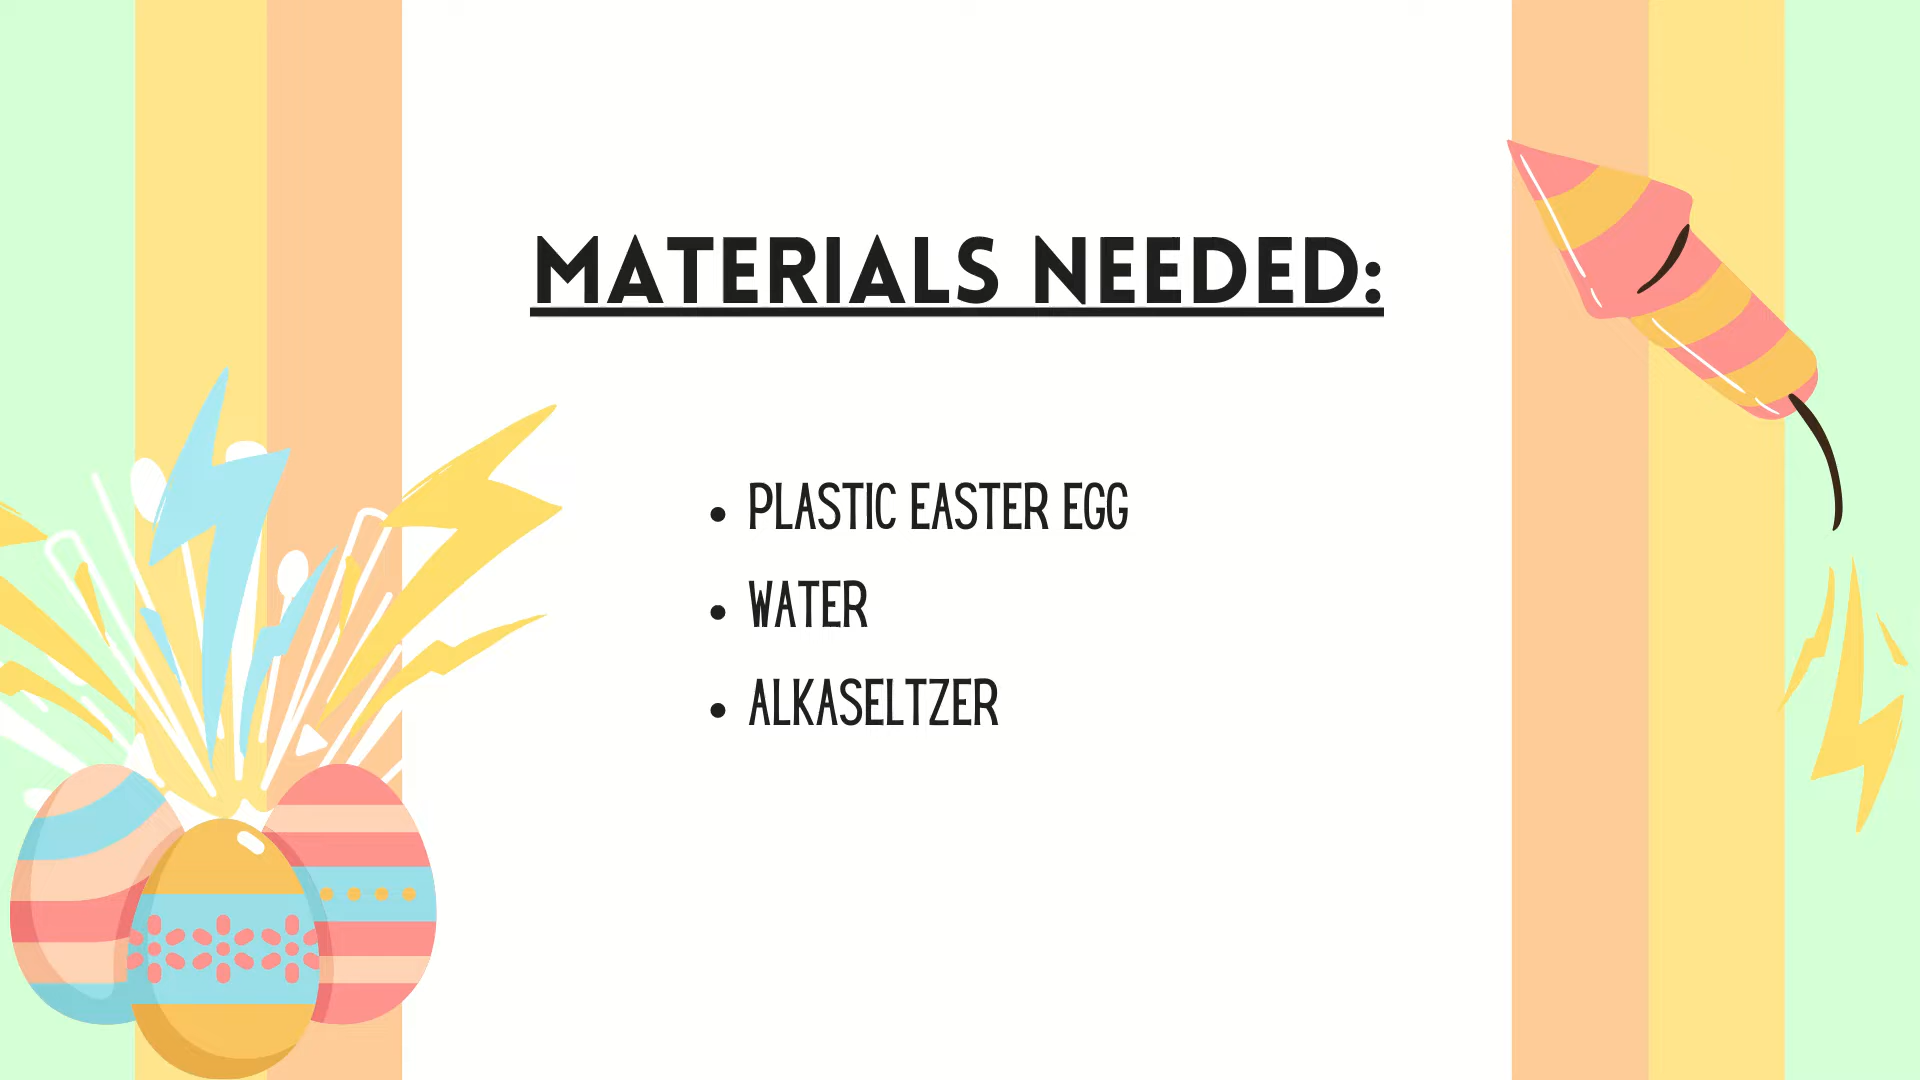 MATERIALS NEEDED:
• PLASTIC EASTER EGG
• WATER
• ALKASELTZER